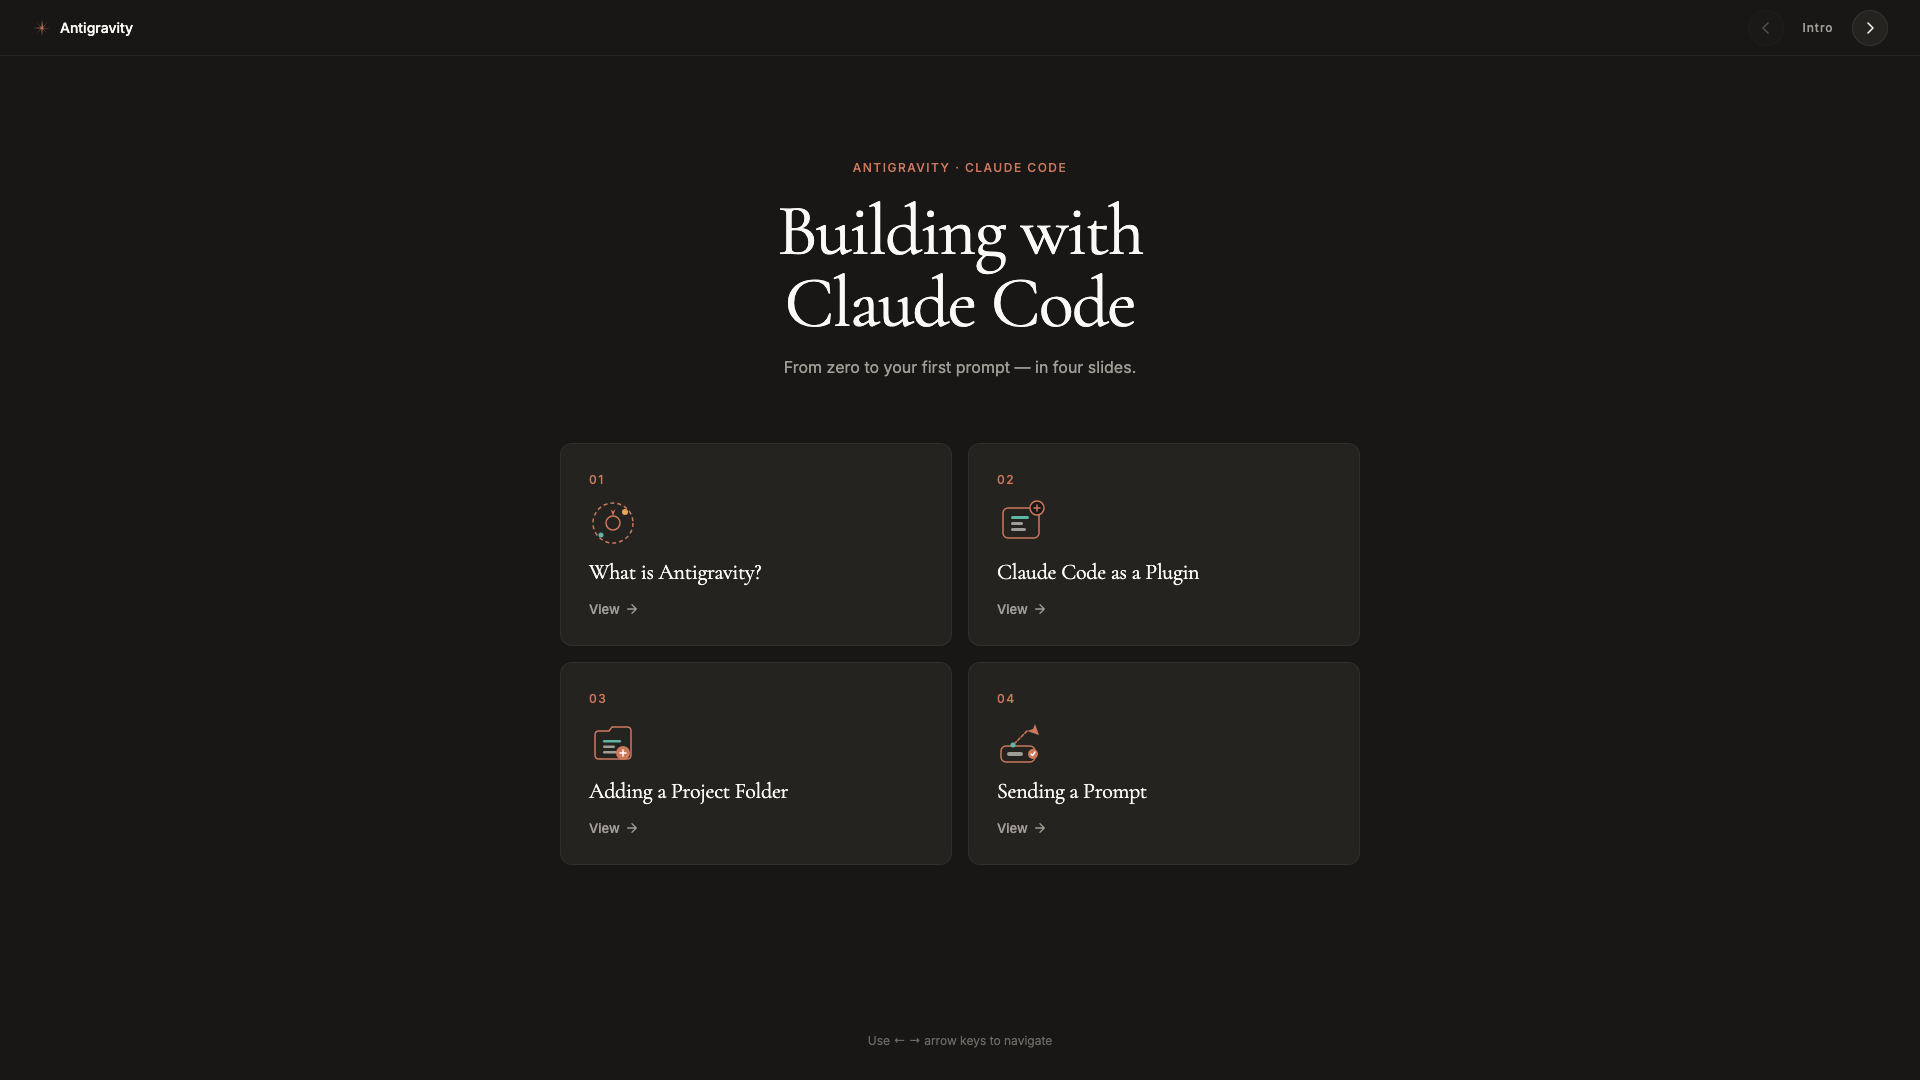 Antigravity
Intro
ANTIGRAVITY · CLAUDE CODE
Building with
Claude Code
From zero to your first prompt — in four slides.
01
What is Antigravity?
View →
02
Claude Code as a Plugin
View →
03
Adding a Project Folder
View →
04
Sending a Prompt
View →
Use ← → arrow keys to navigate